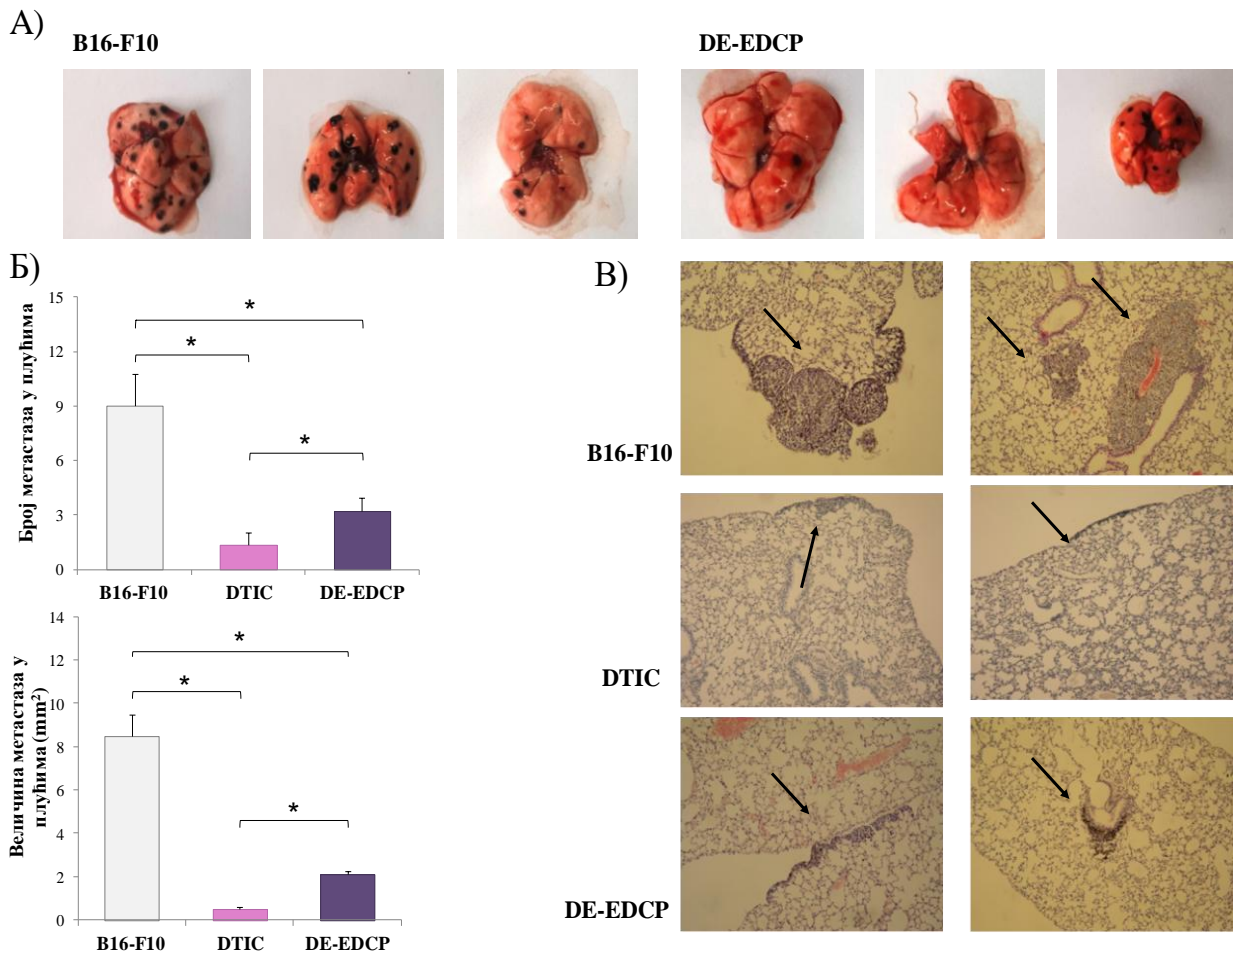 А)
B16-F10
DE-EDCP
Б)
В)
Број метастаза у плућима
15
12
9
6
3
0
*
*
*
B16-F10
DTIC
DE-EDCP
Величина метастаза у
плућима (mm²)
14
12
10
8
6
4
2
0
*
*
*
B16-F10
DTIC
DE-EDCP
B16-F10
DTIC
DE-EDCP